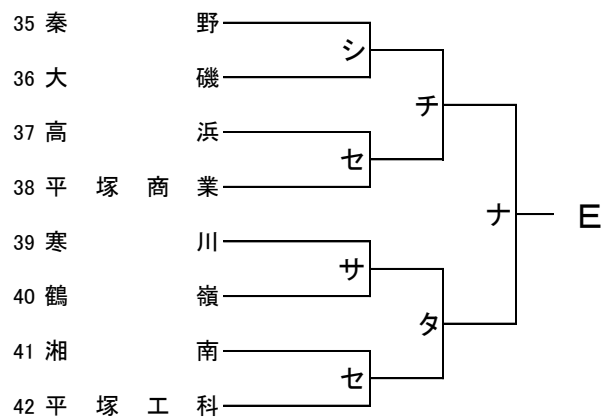 35 秦野
シ
36 大磯
チ
37 高浜
セ
38 平塚商業
ナ E
39 寒川
サ
40 鶴嶺
タ
41 湘南
セ
42 平塚工科